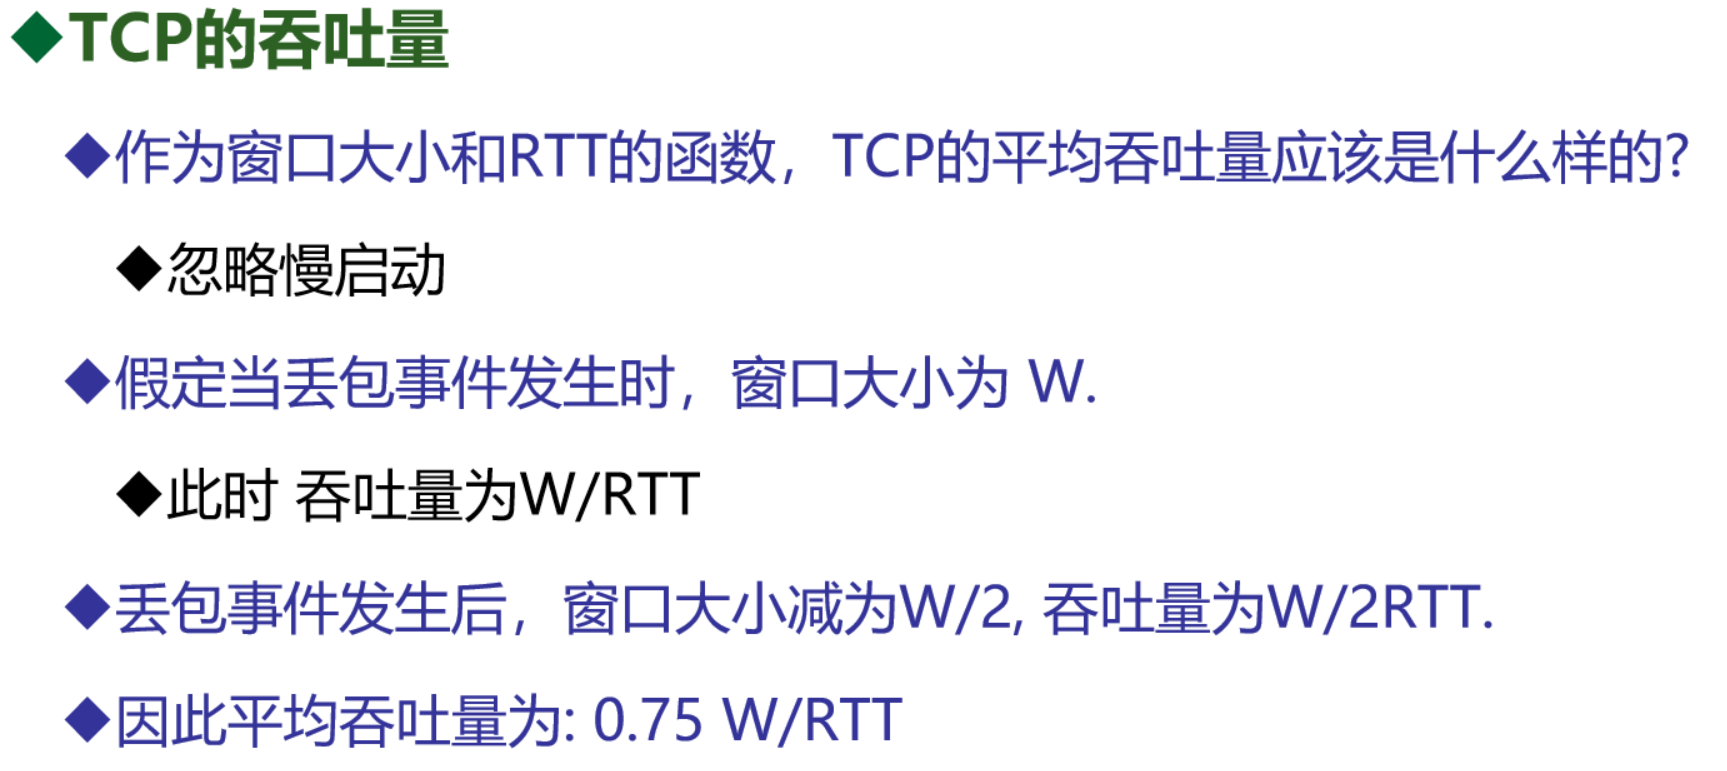 ◆TCP的吞吐量
◆作为窗口大小和RTT的函数，TCP的平均吞吐量应该是什么样的?
◆忽略慢启动
◆假定当丢包事件发生时，窗口大小为 W.
◆此时 吞吐量为W/RTT
◆丢包事件发生后，窗口大小减为W/2, 吞吐量为W/2RTT.
◆因此平均吞吐量为: 0.75 W/RTT